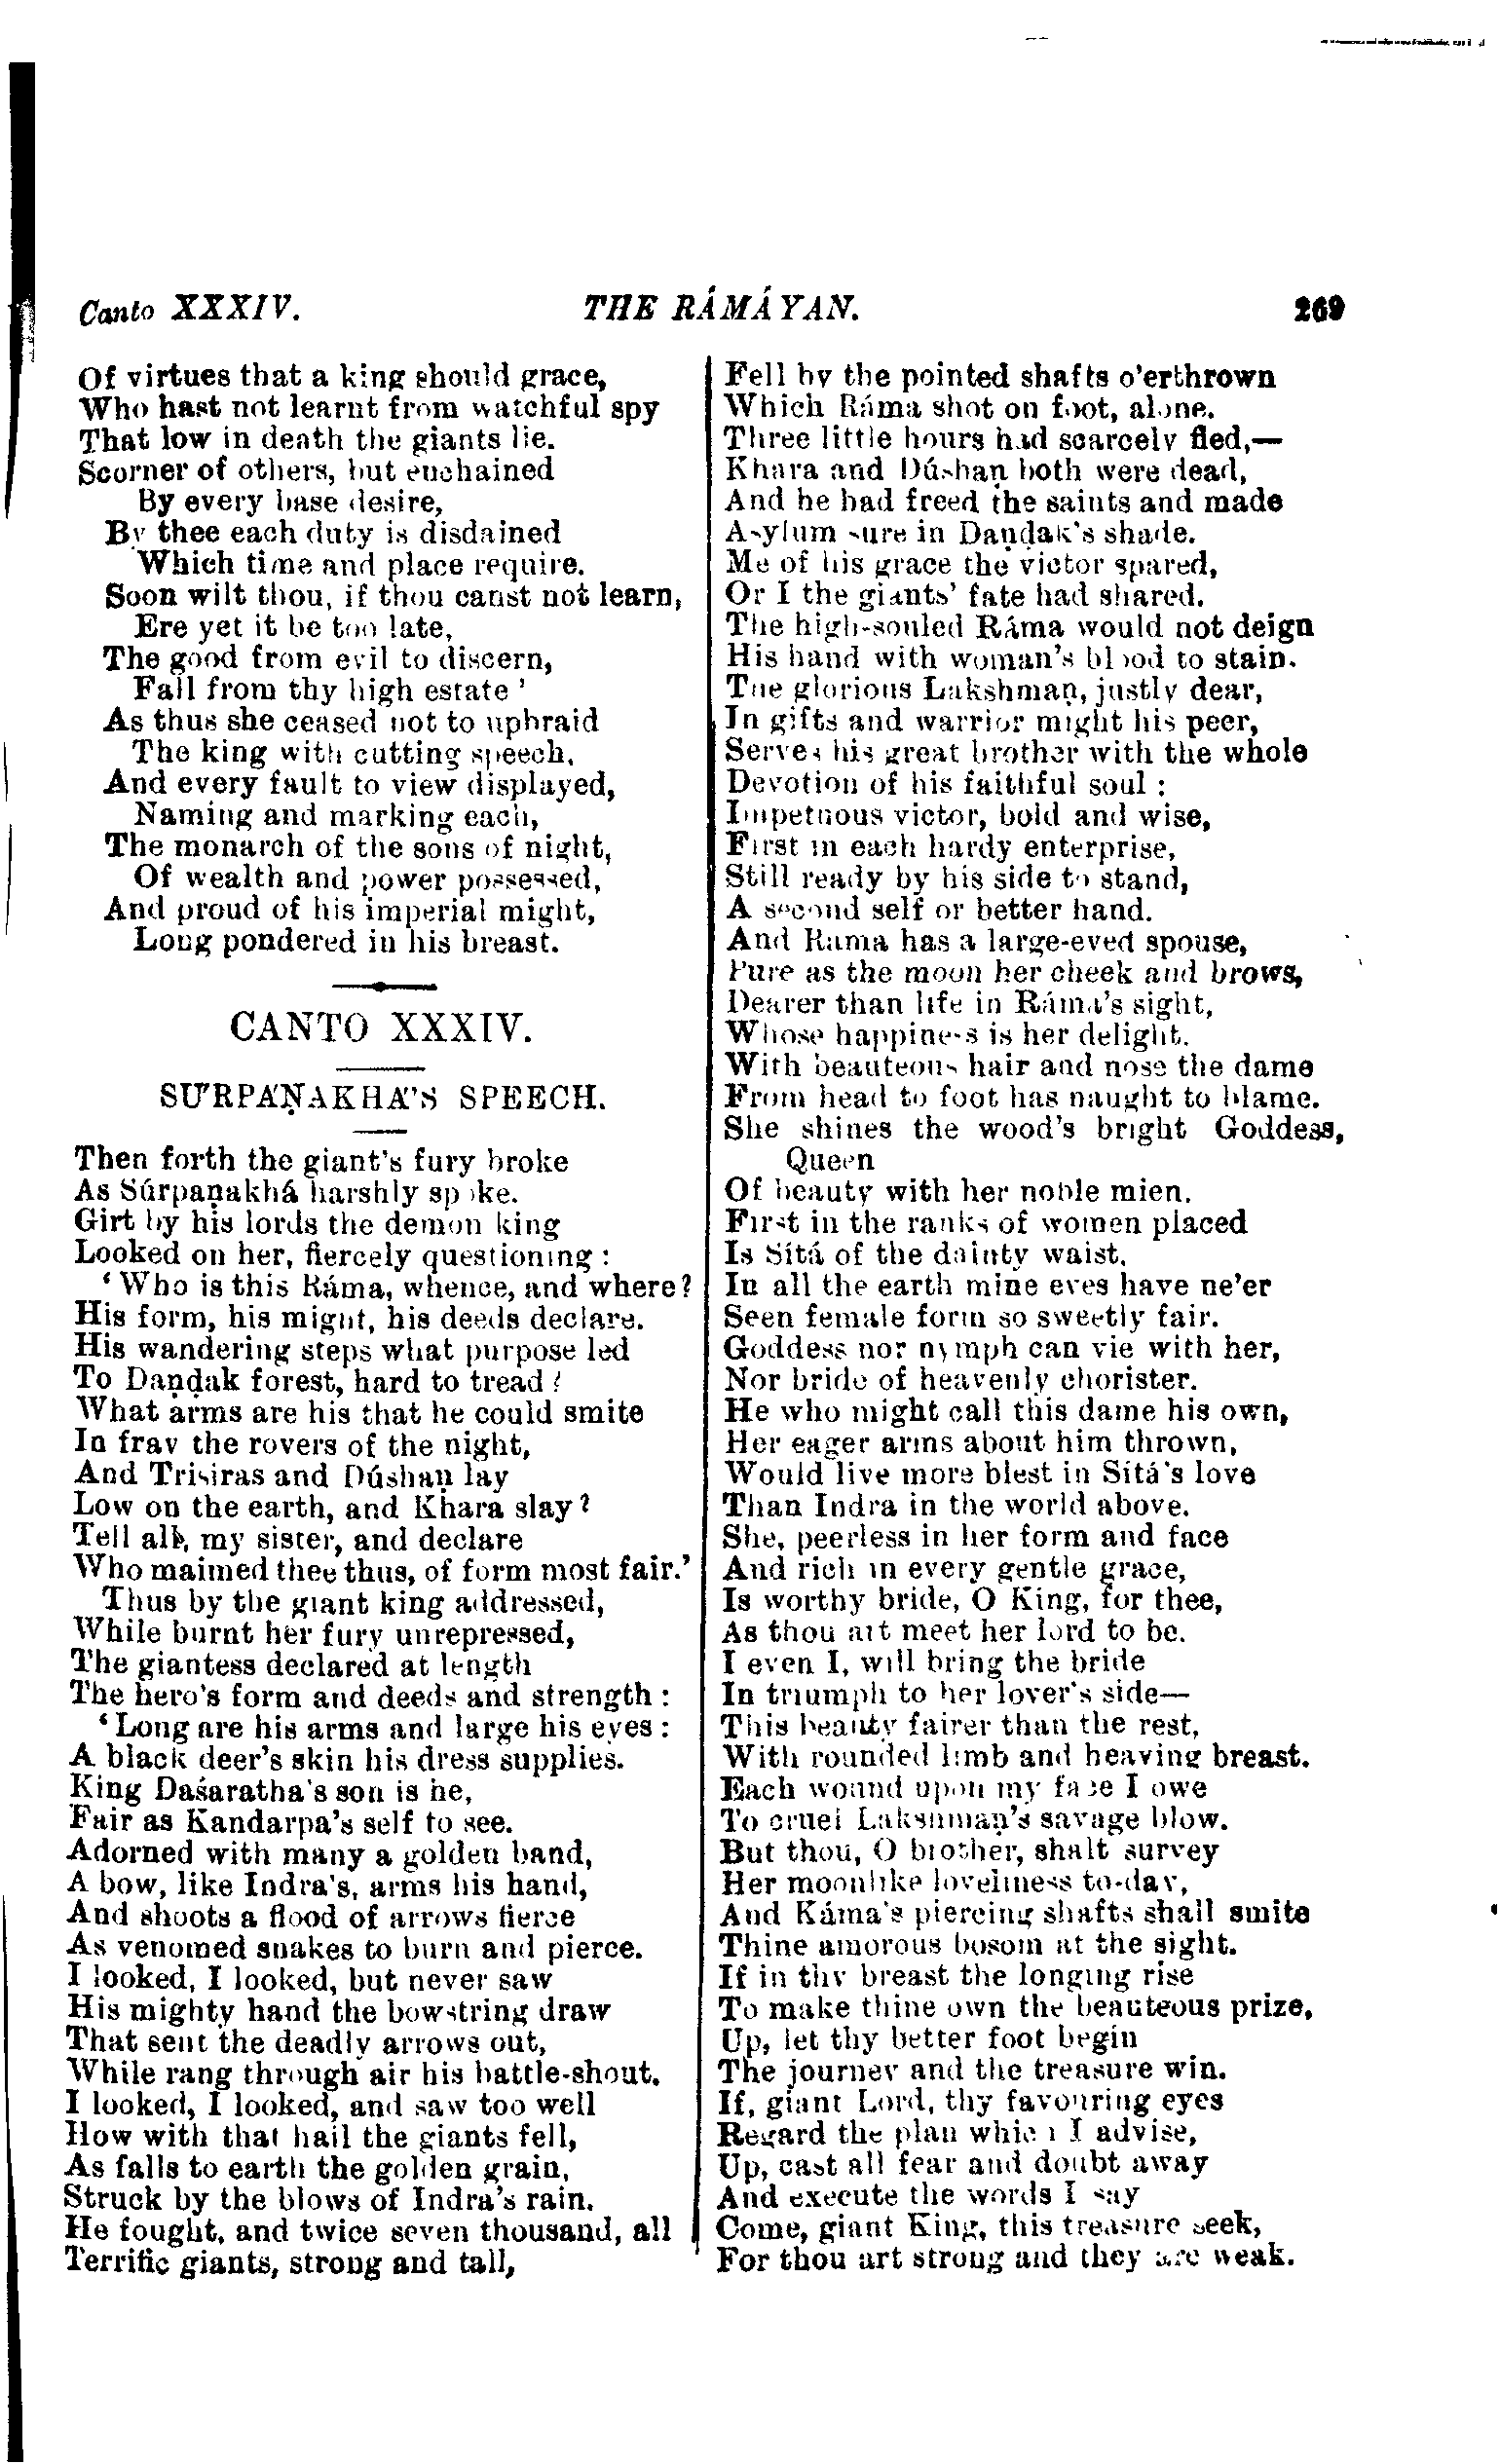 Canto XXXIV.
THE RÁMÁYAN.
269
Of virtues that a king should grace,
Who hast not learnt from watchful spy
That low in death the giants lie.
Scorner of others, but enchained
By every base desire,
By thee each duty is disdained
Which time and place require.
Soon wilt thou, if thou canst not learn,
Ere yet it be too late,
The good from evil to discern,
Fall from thy high estate '
As thus she ceased not to upbraid
The king with cutting speech,
And every fault to view displayed,
Naming and marking each,
The monarch of the sons of night,
Of wealth and power possessed,
And proud of his imperial might,
Long pondered in his breast.
CANTO XXXIV.
SÚRPAṆAKHÁ'S SPEECH.
Then forth the giant's fury broke
As Súrpaṇakhá harshly spoke.
Girt by his lords the demon king
Looked on her, fiercely questioning :
'Who is this Ráma, whence, and where?
His form, his might, his deeds declare.
His wandering steps what purpose led
To Daṇḍak forest, hard to tread ?
What arms are his that he could smite
In fray the rovers of the night,
And Trisiras and Dúshaṇ lay
Low on the earth, and Khara slay?
Tell all, my sister, and declare
Who maimed thee thus, of form most fair.'
Thus by the giant king addressed,
While burnt her fury unrepressed,
The giantess declared at length
The hero's form and deeds and strength :
'Long are his arms and large his eyes :
A black deer's skin his dress supplies.
King Daśaratha's son is he,
Fair as Kandarpa's self to see.
Adorned with many a golden band,
A bow, like Indra's, arms his hand,
And shoots a flood of arrows fierce
As venomed snakes to burn and pierce.
I looked, I looked, but never saw
His mighty hand the bowstring draw
That sent the deadly arrows out,
While rang through air his battle-shout.
I looked, I looked, and saw too well
How with that hail the giants fell,
As falls to earth the golden grain,
Struck by the blows of Indra's rain.
He fought, and twice seven thousand, all
Terrific giants, strong and tall,
Fell by the pointed shafts o'erthrown
Which Ráma shot on foot, alone.
Three little hours had scarcely fled,—
Khara and Dúshaṇ both were dead,
And he had freed the saints and made
Asylum sure in Daṇḍak's shade.
Me of his grace the victor spared,
Or I the giants' fate had shared.
The high-souled Ráma would not deign
His hand with woman's blood to stain.
The glorious Lakshmaṇ, justly dear,
In gifts and warrior might his peer,
Serves his great brother with the whole
Devotion of his faithful soul :
Impetuous victor, bold and wise,
First in each hardy enterprise,
Still ready by his side to stand,
A second self or better hand.
And Ráma has a large-eyed spouse,
Pure as the moon her cheek and brows,
Dearer than life in Ráma's sight,
Whose happiness is her delight.
With beauteous hair and nose the dame
From head to foot has naught to blame.
She shines the wood's bright Goddess,
Queen
Of beauty with her noble mien.
First in the ranks of women placed
Is Sítá of the dainty waist.
In all the earth mine eyes have ne'er
Seen female form so sweetly fair.
Goddess nor nymph can vie with her,
Nor bride of heavenly chorister.
He who might call this dame his own,
Her eager arms about him thrown,
Would live more blest in Sítá's love
Than Indra in the world above.
She, peerless in her form and face
And rich in every gentle grace,
Is worthy bride, O King, for thee,
As thou art meet her lord to be.
I even I, will bring the bride
In triumph to her lover's side—
This beauty fairer than the rest,
With rounded limb and heaving breast.
Each wound upon my face I owe
To cruel Lakshmaṇ's savage blow.
But thou, O brother, shalt survey
Her moonlike loveliness to-day,
And Káma's piercing shafts shall smite
Thine amorous bosom at the sight.
If in thy breast the longing rise
To make thine own the beauteous prize,
Up, let thy better foot begin
The journey and the treasure win.
If, giant Lord, thy favouring eyes
Regard the plan which I advise,
Up, cast all fear and doubt away
And execute the words I say
Come, giant King, this treasure seek,
For thou art strong and they are weak.